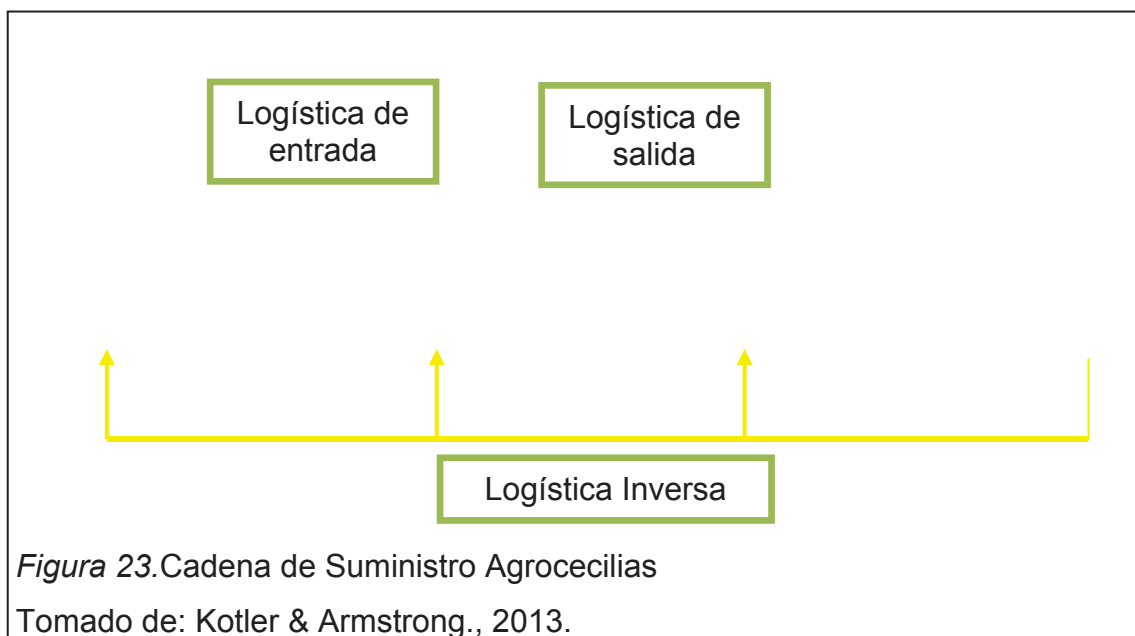 Logística de
entrada
Logística de
salida
Logística Inversa
Figura 23.Cadena de Suministro Agrocecilias
Tomado de: Kotler & Armstrong., 2013.